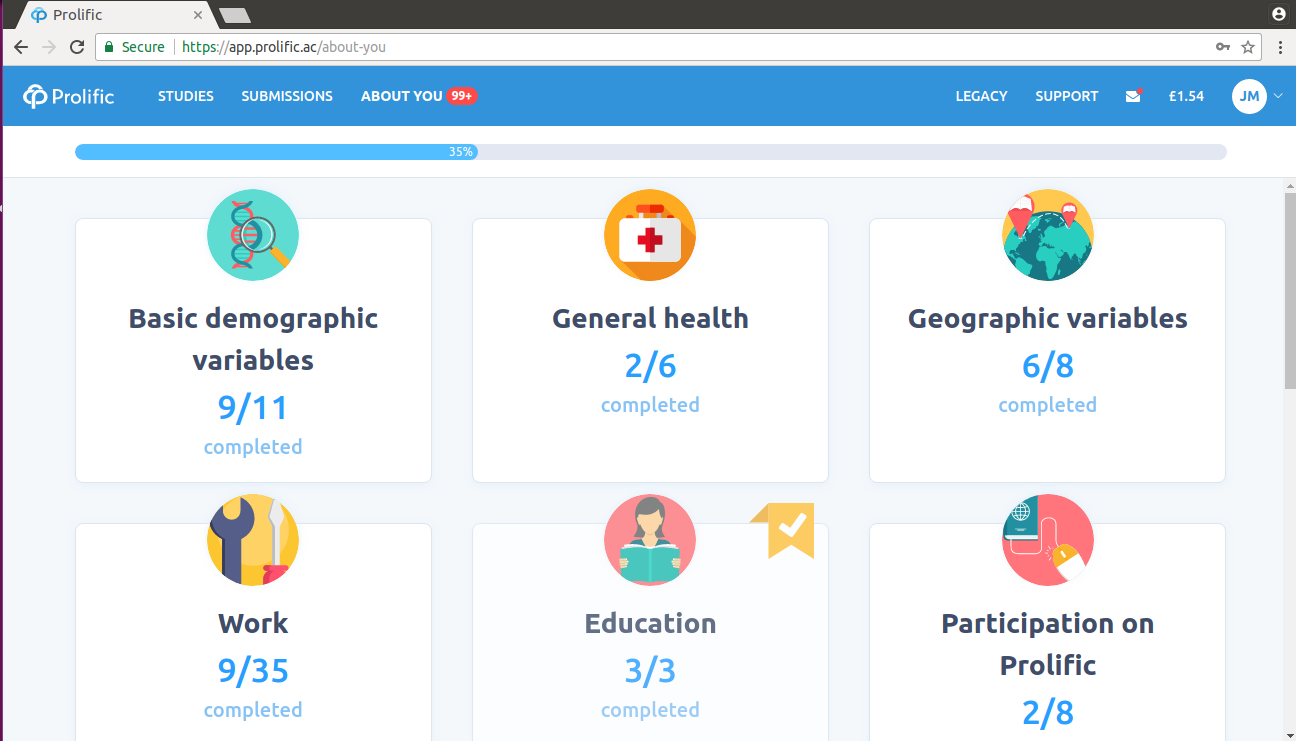 Prolific
Secure
https://app.prolific.ac/about-you
Prolific
STUDIES
SUBMISSIONS
ABOUT YOU 99+
LEGACY
SUPPORT
£1.54
JM
35%
Basic demographic
variables
9/11
completed
General health
2/6
completed
Geographic variables
6/8
completed
Work
9/35
completed
Education
3/3
completed
Participation on
Prolific
2/8